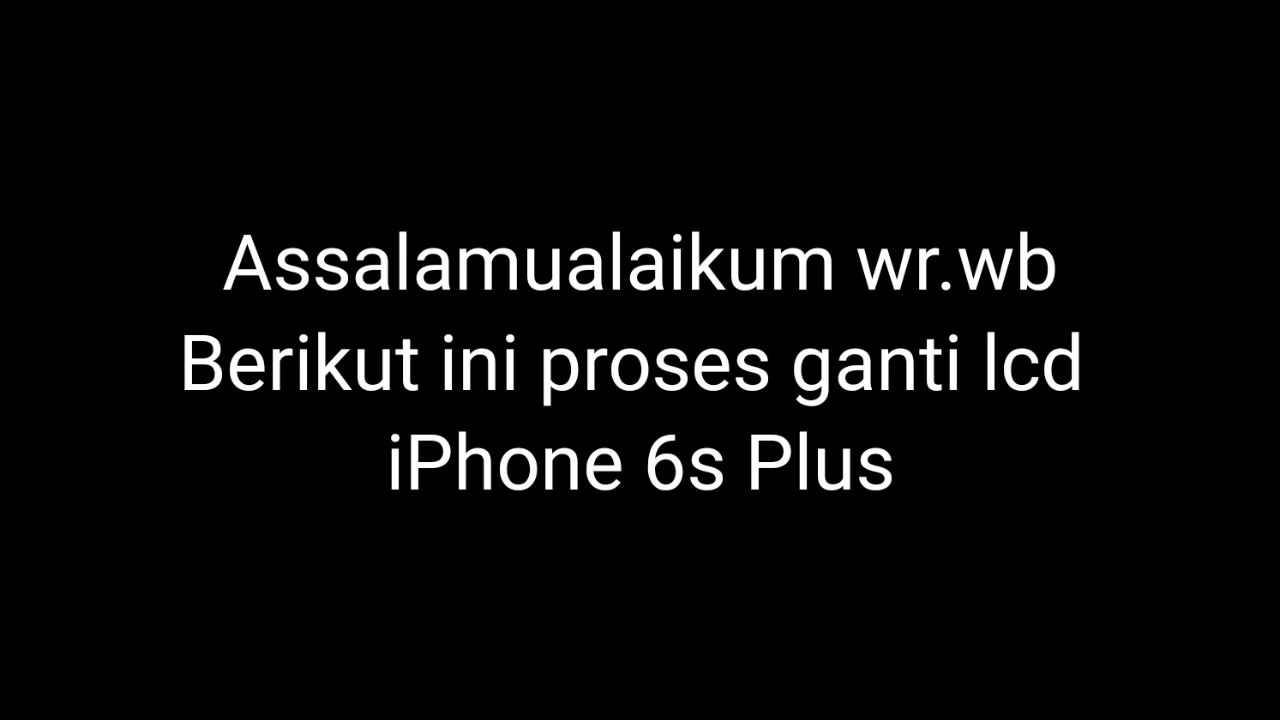 Assalamualaikum wr.wb
Berikut ini proses ganti lcd
iPhone 6s Plus